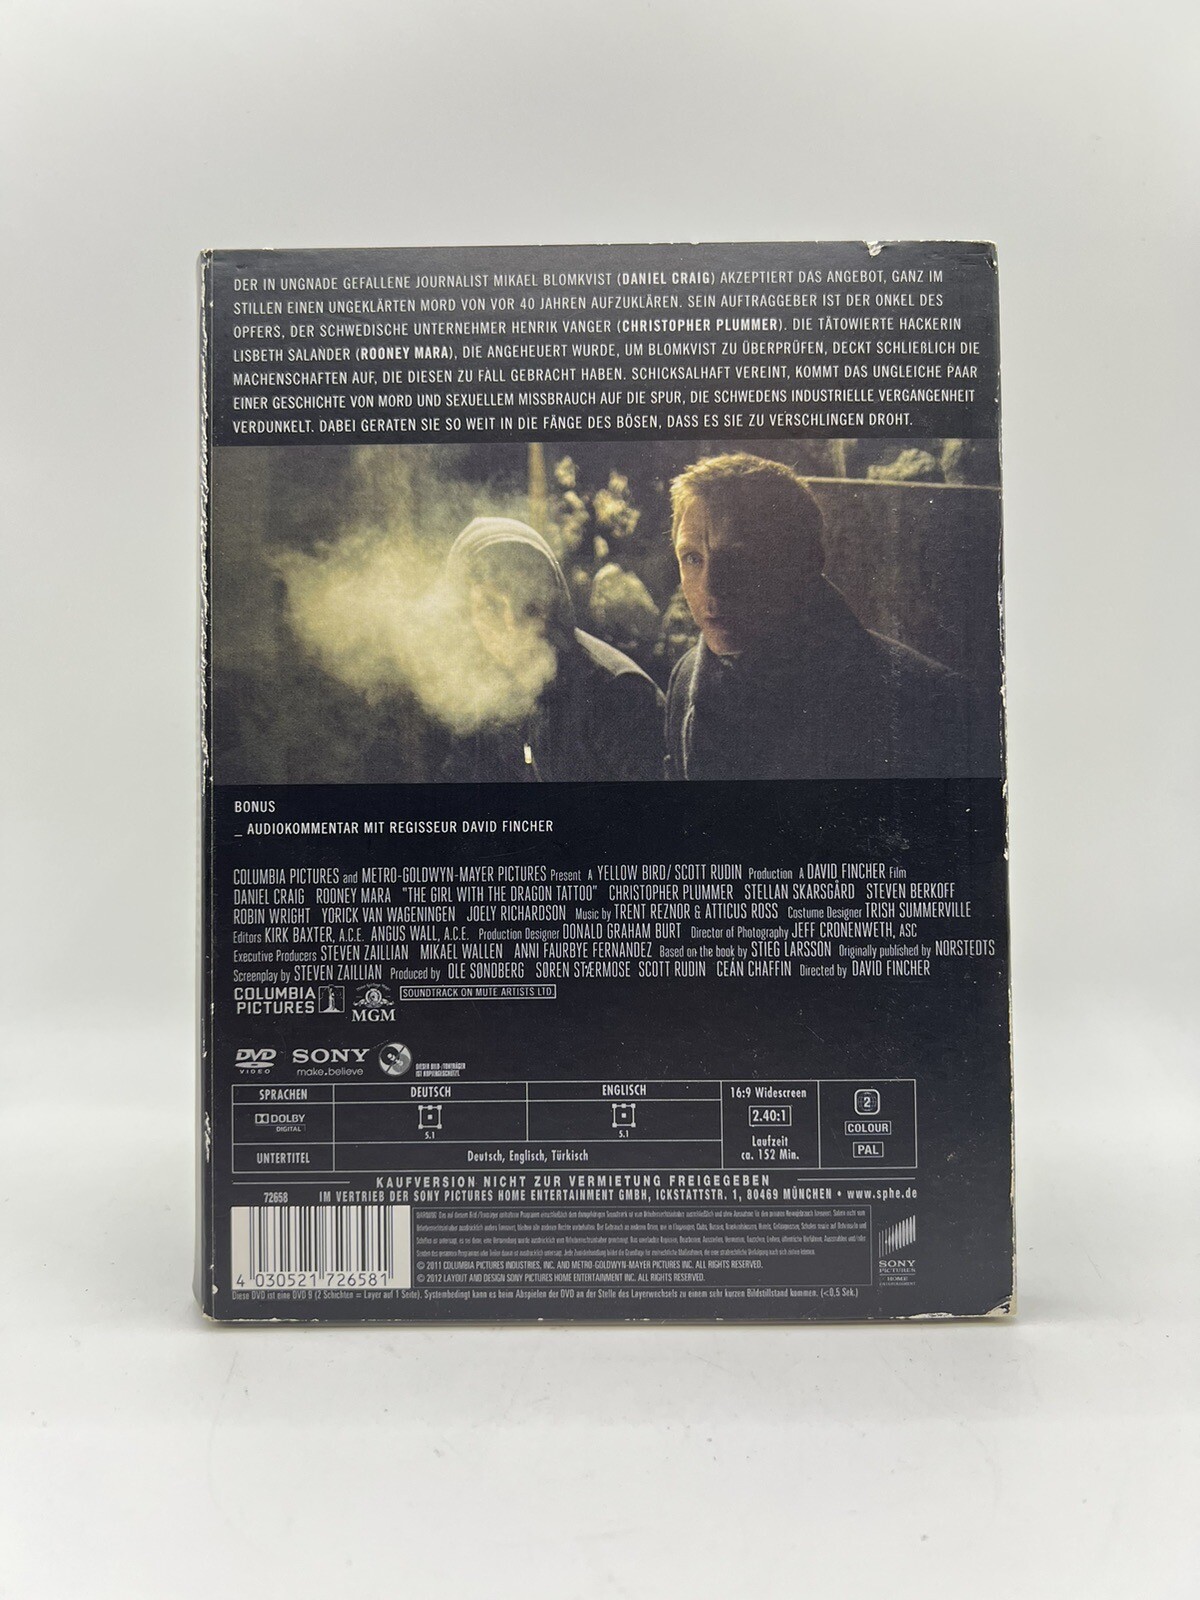 DER IN UNGNADE GEFALLENE JOURNALIST MIKAEL BLOMKVIST (DANIEL CRAIG) AKZEPTIERT DAS ANGEBOT, GANZ IM
STILLEN EINEN UNGEKLÄRTEN MORD VON VOR 40 JAHREN AUFZUKLÄREN. SEIN AUFTRAGGEBER IST DER ONKEL DES
OPFERS, DER SCHWEDISCHE UNTERNEHMER HENRIK VANGER (CHRISTOPHER PLUMMER). DIE TÄTOWIERTE HACKERIN
LISBETH SALANDER (ROONEY MARA), DIE ANGEHEUERT WURDE, UM BLOMKVIST ZU ÜBERPRÜFEN, DECKT SCHLIEßLICH DIE
MACHENSCHAFTEN AUF, DIE DIESEN ZU FALL GEBRACHT HABEN. SCHICKSALHAFT VEREINT, KOMMT DAS UNGLEICHE PAAR
EINER GESCHICHTE VON MORD UND SEXUELLEM MISSBRAUCH AUF DIE SPUR, DIE SCHWEDENS INDUSTRIELLE VERGANGENHEIT
VERDUNKELT. DABEI GERATEN SIE SO WEIT IN DIE FÄNGE DES BÖSEN, DASS ES SIE ZU VERSCHLINGEN DROHT.
BONUS
_ AUDIOKOMMENTAR MIT REGISSEUR DAVID FINCHER
COLUMBIA PICTURES and METRO-GOLDWYN-MAYER PICTURES Present A YELLOW BIRD/ SCOTT RUDIN Production A DAVID FINCHER Film
DANIEL CRAIG ROONEY MARA "THE GIRL WITH THE DRAGON TATTOO" CHRISTOPHER PLUMMER STELLAN SKARSGÅRD STEVEN BERKOFF
ROBIN WRIGHT YORICK VAN WAGENINGEN JOELY RICHARDSON Music by TRENT REZNOR & ATTICUS ROSS Costume Designer TRISH SUMMERVILLE
Editors KIRK BAXTER, A.C.E. ANGUS WALL, A.C.E. Production Designer DONALD GRAHAM BURT Director of Photography JEFF CRONENWETH, ASC
Executive Producers STEVEN ZAILLIAN MIKAEL WALLEN ANNI FAURBYE FERNANDEZ Based on the book by STIEG LARSSON Originally published by NORSTEDTS
Screenplay by STEVEN ZAILLIAN Produced by OLE SØNDBERG SØREN STÆRMOSE SCOTT RUDIN CEÁN CHAFFIN Directed by DAVID FINCHER
COLUMBIA PICTURES
MGM
SOUNDTRACK ON MUTE ARTISTS LTD.
DVD VIDEO
SONY make.believe
DIESER BILD-/TONTRÄGER
IST KOPIERGESCHÜTZT.
SPRACHEN DEUTSCH ENGLISCH
DOLBY DIGITAL 5.1 5.1
UNTERTITEL Deutsch, Englisch, Türkisch
16:9 Widescreen
2.40:1
Laufzeit
ca. 152 Min.
2
COLOUR
PAL
KAUFVERSION NICHT ZUR VERMIETUNG FREIGEGEBEN
72658 IM VERTRIEB DER SONY PICTURES HOME ENTERTAINMENT GMBH, ICKSTATTSTR. 1, 80469 MÜNCHEN • www.sphe.de
4 030521 726581
© 2011 COLUMBIA PICTURES INDUSTRIES, INC. AND METRO-GOLDWYN-MAYER PICTURES INC. ALL RIGHTS RESERVED.
© 2012 LAYOUT AND DESIGN SONY PICTURES HOME ENTERTAINMENT INC. ALL RIGHTS RESERVED.
SONY
PICTURES
HOME
ENTERTAINMENT
Diese DVD ist eine DVD 9 (2 Schichten = Layer auf 1 Seite). Systembedingt kann es beim Abspielen der DVD an der Stelle des Layerwechsels zu einem sehr kurzen Bildstillstand kommen. (<0,5 Sek.)